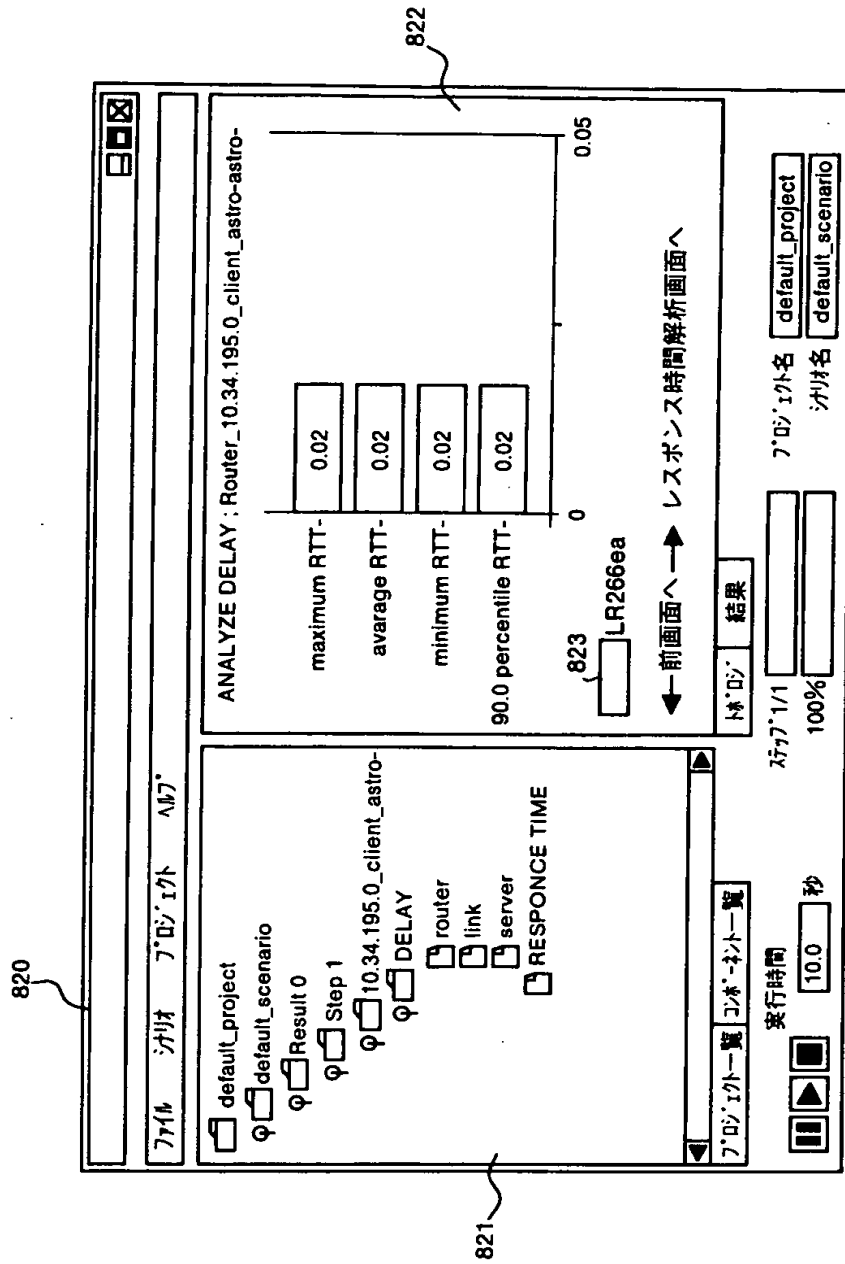 820
ファイル シナリオ プロジェクト ヘルプ
default_project
default_scenario
Result 0
Step 1
10.34.195.0_client_astro-
DELAY
router
link
server
RESPONCE TIME
821
プロジェクト一覧 コンポーネント一覧
ANALYZE DELAY ; Router_10.34.195.0_client_astro-astro-
maximum RTT- 0.02
avarage RTT- 0.02
minimum RTT- 0.02
90.0 percentile RTT- 0.02
0 0.05
823
LR266ea
←前画面へ → レスポンス時間解析画面へ
822
トポロジ 結果
実行時間
10.0 秒
ステップ1/1
100%
プロジェクト名 default_project
シナリオ名 default_scenario